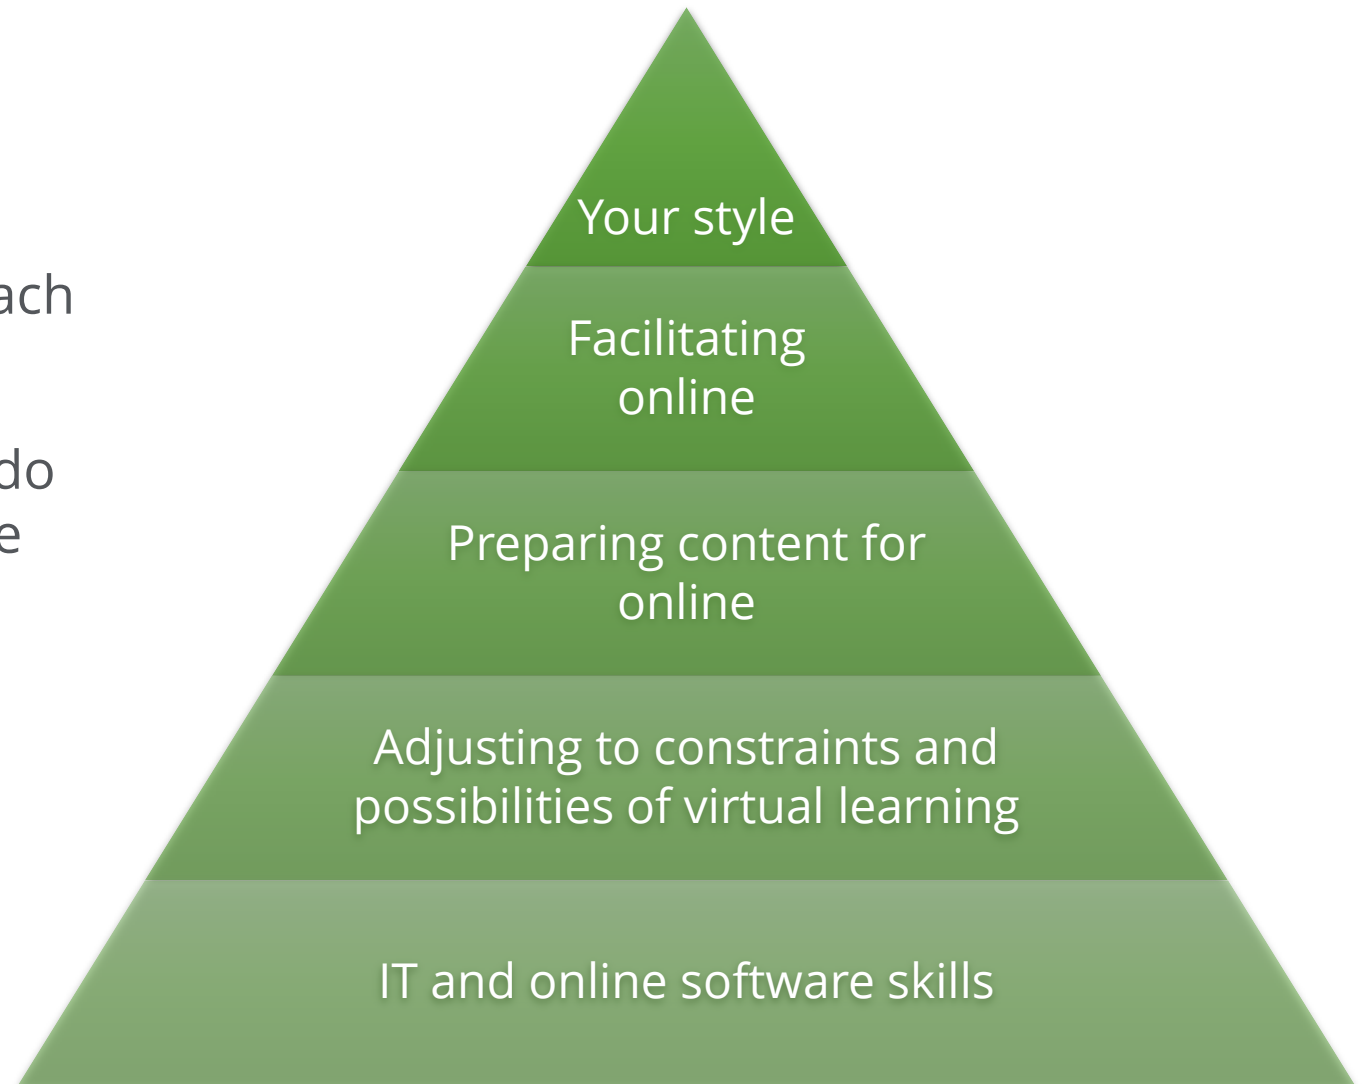 Your style
Facilitating
online
Preparing content for
online
Adjusting to constraints and
possibilities of virtual learning
IT and online software skills
do